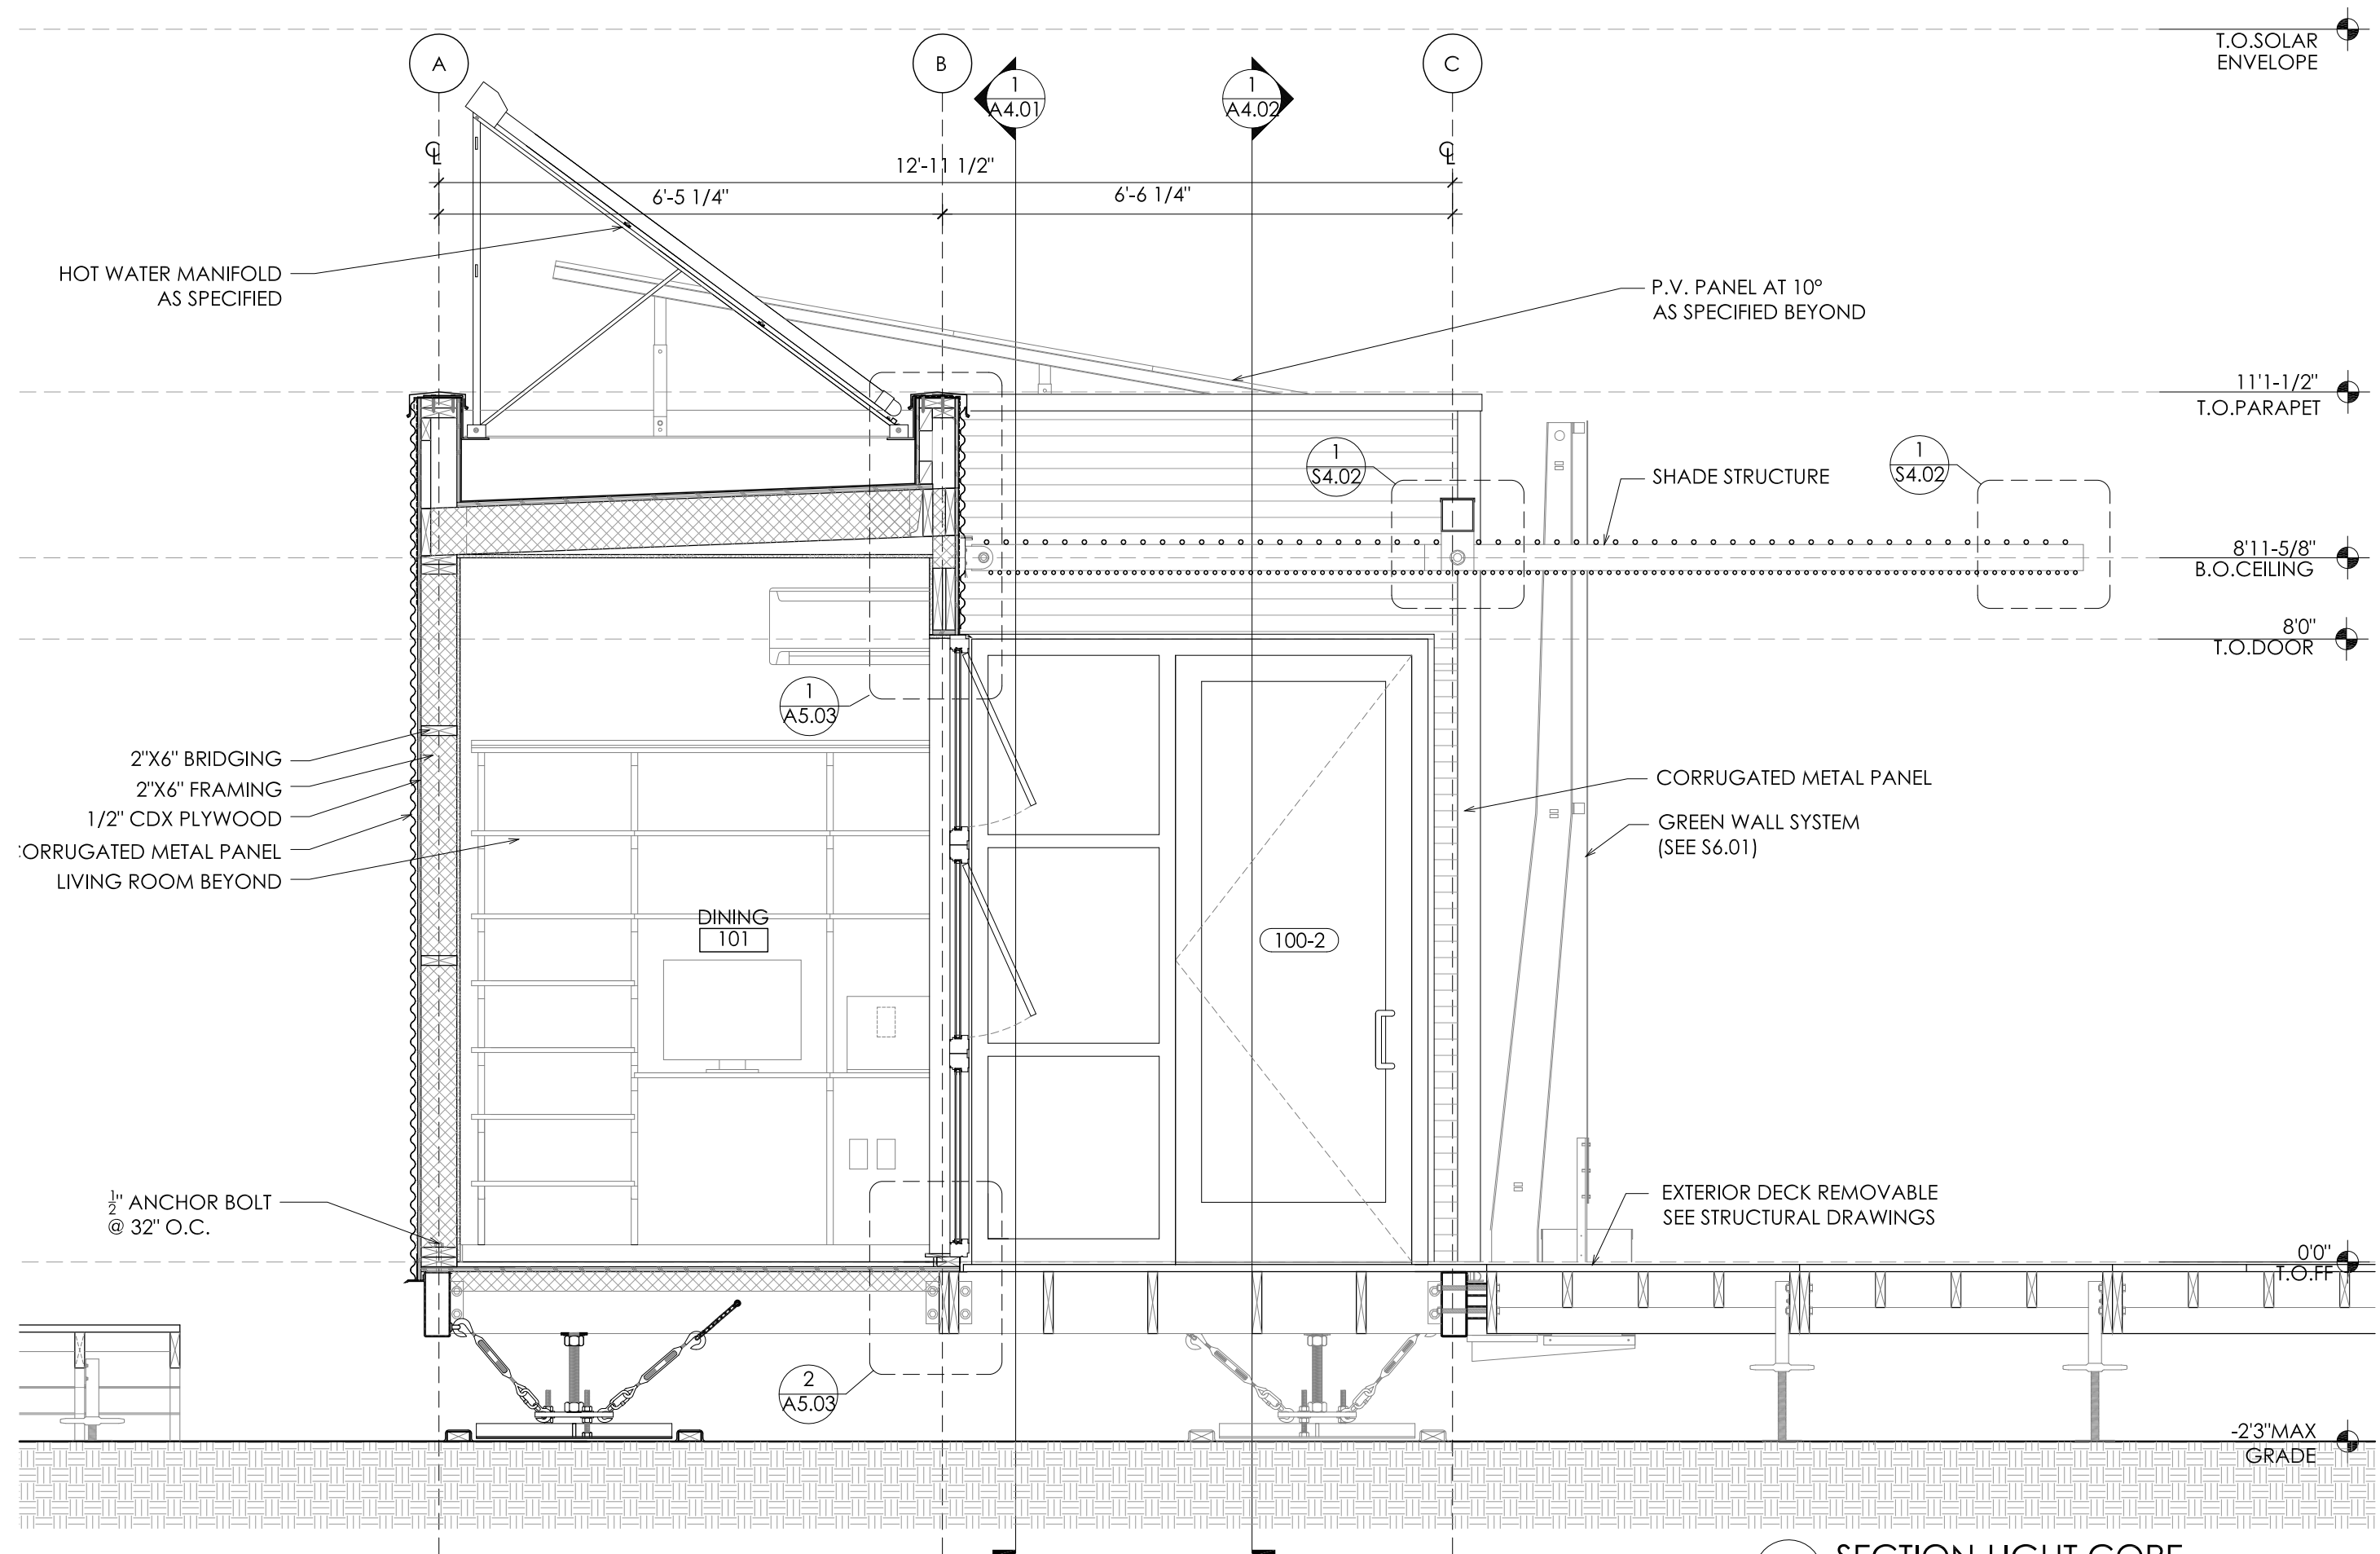 T.O.SOLAR
ENVELOPE
A
B
C
1
A4.01
1
A4.02
℄
℄
12'-11 1/2"
6'-5 1/4"
6'-6 1/4"
HOT WATER MANIFOLD
AS SPECIFIED
P.V. PANEL AT 10°
AS SPECIFIED BEYOND
11'1-1/2"
T.O.PARAPET
1
S4.02
SHADE STRUCTURE
1
S4.02
8'11-5/8"
B.O.CEILING
8'0"
T.O.DOOR
1
A5.03
2"X6" BRIDGING
2"X6" FRAMING
1/2" CDX PLYWOOD
ORRUGATED METAL PANEL
LIVING ROOM BEYOND
CORRUGATED METAL PANEL
GREEN WALL SYSTEM
(SEE S6.01)
DINING
101
100-2
½" ANCHOR BOLT
@ 32" O.C.
EXTERIOR DECK REMOVABLE
SEE STRUCTURAL DRAWINGS
0'0"
T.O.FF
2
A5.03
-2'3"MAX
GRADE
SECTION-LIGHT CORE